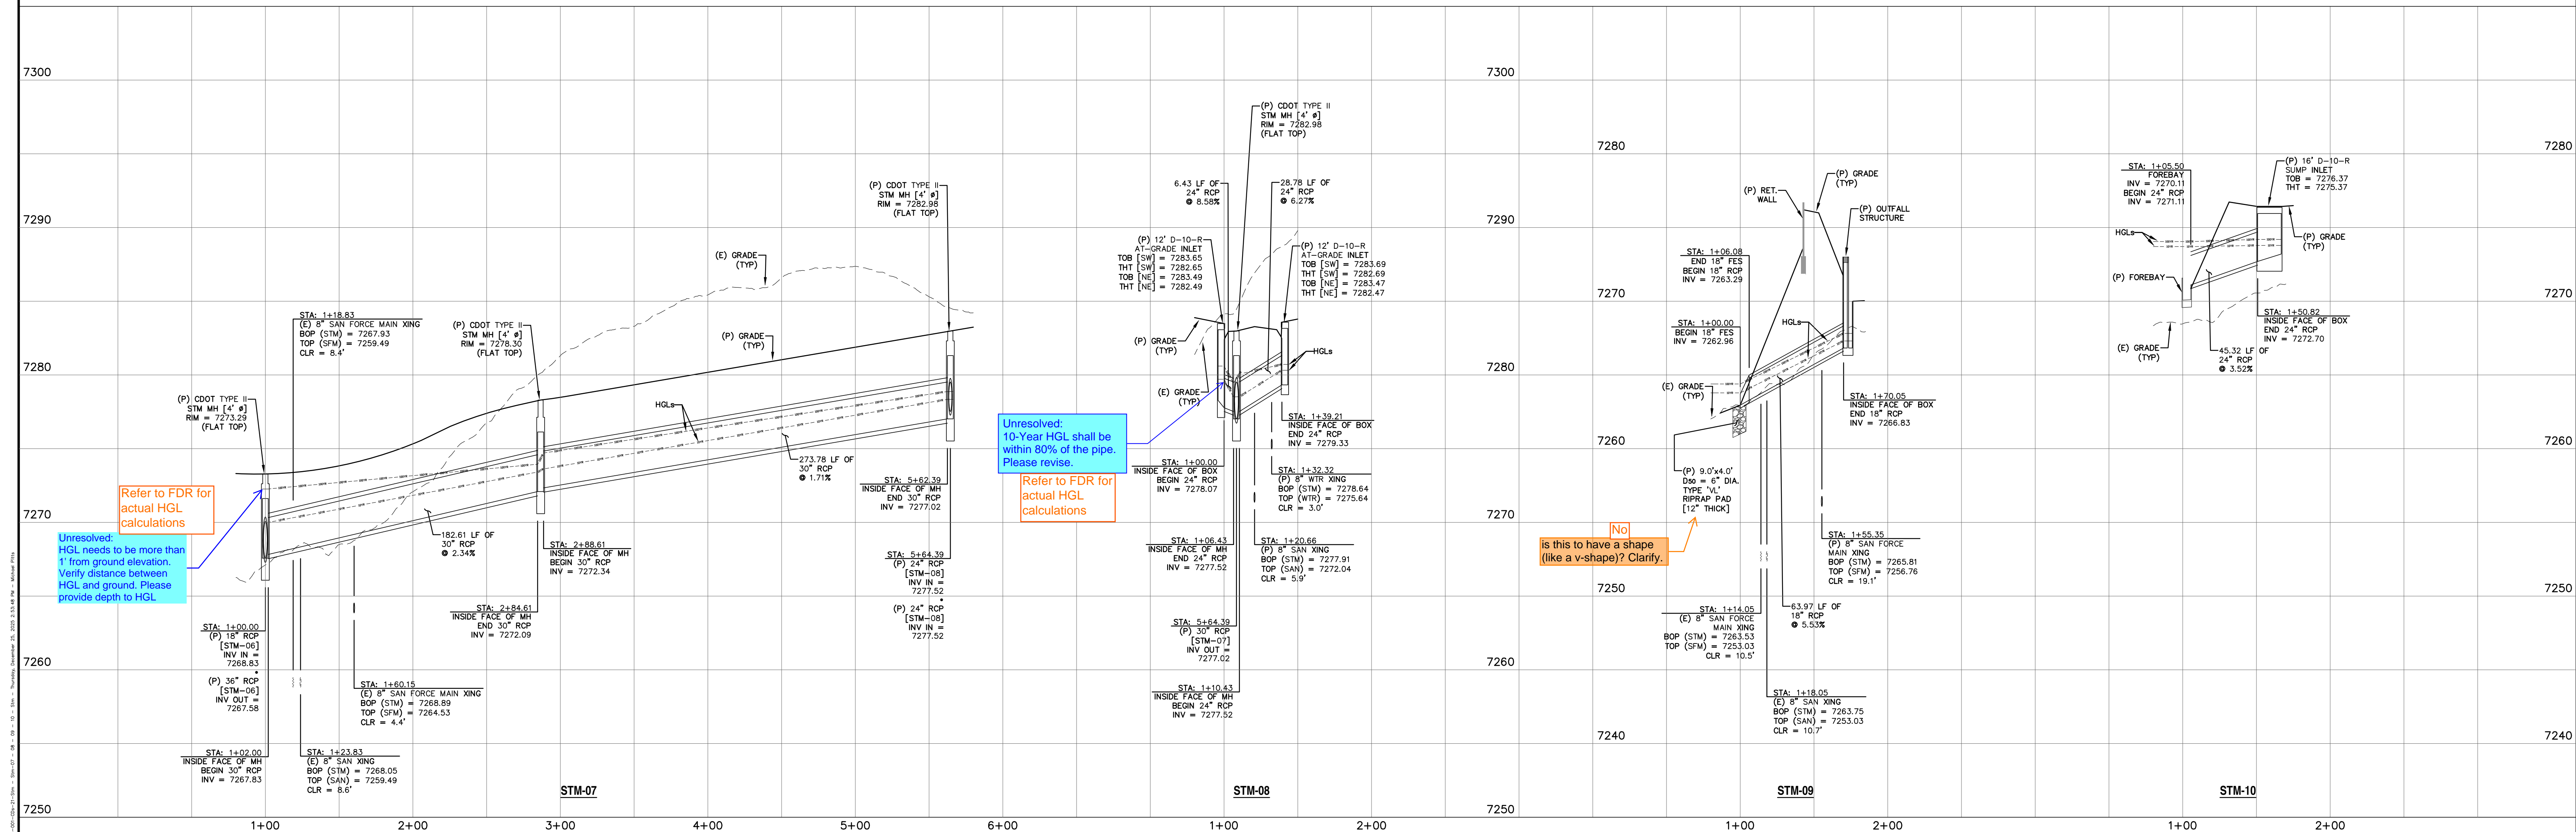 7300
7290
7280
7270
7260
7250
7300
7290
7280
7270
7260
7250
7280
7270
7260
7250
7240
7280
7270
7260
7250
7240
(P) CDOT TYPE II
STM MH [4' ø]
RIM = 7273.29
(FLAT TOP)
STA: 1+18.83
(E) 8" SAN FORCE MAIN XING
BOP (STM) = 7267.93
TOP (SFM) = 7259.49
CLR = 8.4'
(P) CDOT TYPE II
STM MH [4' ø]
RIM = 7278.30
(FLAT TOP)
(E) GRADE
(TYP)
(P) GRADE
(TYP)
(P) CDOT TYPE II
STM MH [4' ø]
RIM = 7282.98
(FLAT TOP)
HGLs
273.78 LF OF
30" RCP
@ 1.71%
182.61 LF OF
30" RCP
@ 2.34%
Refer to FDR for
actual HGL
calculations
Unresolved:
HGL needs to be more than
1' from ground elevation.
Verify distance between
HGL and ground. Please
provide depth to HGL
STA: 1+00.00
(P) 18" RCP
[STM-06]
INV IN =
7268.83
•
(P) 36" RCP
[STM-06]
INV OUT =
7267.58
STA: 1+02.00
INSIDE FACE OF MH
BEGIN 30" RCP
INV = 7267.83
STA: 1+23.83
(E) 8" SAN XING
BOP (STM) = 7268.05
TOP (SAN) = 7259.49
CLR = 8.6'
STA: 1+60.15
(E) 8" SAN FORCE MAIN XING
BOP (STM) = 7268.89
TOP (SFM) = 7264.53
CLR = 4.4'
STA: 2+84.61
INSIDE FACE OF MH
END 30" RCP
INV = 7272.09
STA: 2+88.61
INSIDE FACE OF MH
BEGIN 30" RCP
INV = 7272.34
STA: 5+62.39
INSIDE FACE OF MH
END 30" RCP
INV = 7277.02
STA: 5+64.39
(P) 24" RCP
[STM-08]
INV IN =
7277.52
•
(P) 24" RCP
[STM-08]
INV IN =
7277.52
STM-07
1+00
2+00
3+00
4+00
5+00
6+00
(P) CDOT TYPE II
STM MH [4' ø]
RIM = 7282.98
(FLAT TOP)
6.43 LF OF
24" RCP
@ 8.58%
28.78 LF OF
24" RCP
@ 6.27%
(P) 12' D-10-R
AT-GRADE INLET
TOB [SW] = 7283.65
THT [SW] = 7282.65
TOB [NE] = 7283.49
THT [NE] = 7282.49
(P) 12' D-10-R
AT-GRADE INLET
TOB [SW] = 7283.69
THT [SW] = 7282.69
TOB [NE] = 7283.47
THT [NE] = 7282.47
(P) GRADE
(TYP)
(E) GRADE
(TYP)
HGLs
Unresolved:
10-Year HGL shall be
within 80% of the pipe.
Please revise.
Refer to FDR for
actual HGL
calculations
STA: 1+00.00
INSIDE FACE OF BOX
BEGIN 24" RCP
INV = 7278.07
STA: 1+39.21
INSIDE FACE OF BOX
END 24" RCP
INV = 7279.33
STA: 1+32.32
(P) 8" WTR XING
BOP (STM) = 7278.64
TOP (WTR) = 7275.64
CLR = 3.0'
STA: 1+06.43
INSIDE FACE OF MH
END 24" RCP
INV = 7277.52
STA: 1+20.66
(P) 8" SAN XING
BOP (STM) = 7277.91
TOP (SAN) = 7272.04
CLR = 5.9'
STA: 5+64.39
(P) 30" RCP
[STM-07]
INV OUT =
7277.02
STA: 1+10.43
INSIDE FACE OF MH
BEGIN 24" RCP
INV = 7277.52
STM-08
1+00
2+00
(P) RET.
WALL
(P) GRADE
(TYP)
(P) OUTFALL
STRUCTURE
STA: 1+06.08
END 18" FES
BEGIN 18" RCP
INV = 7263.29
STA: 1+00.00
BEGIN 18" FES
INV = 7262.96
HGLs
(E) GRADE
(TYP)
STA: 1+70.05
INSIDE FACE OF BOX
END 18" RCP
INV = 7266.83
(P) 9.0'x4.0'
D50 = 6" DIA.
TYPE 'VL'
RIPRAP PAD
[12" THICK]
No
is this to have a shape
(like a v-shape)? Clarify.
STA: 1+55.35
(P) 8" SAN FORCE
MAIN XING
BOP (STM) = 7265.81
TOP (SFM) = 7256.76
CLR = 19.1'
STA: 1+14.05
(E) 8" SAN FORCE
MAIN XING
BOP (STM) = 7263.53
TOP (SFM) = 7253.03
CLR = 10.5'
63.97 LF OF
18" RCP
@ 5.53%
STA: 1+18.05
(E) 8" SAN XING
BOP (STM) = 7263.75
TOP (SAN) = 7253.03
CLR = 10.7'
STM-09
1+00
2+00
STA: 1+05.50
FOREBAY
INV = 7270.11
BEGIN 24" RCP
INV = 7271.11
(P) 16' D-10-R
SUMP INLET
TOB = 7276.37
THT = 7275.37
HGLs
(P) GRADE
(TYP)
(P) FOREBAY
STA: 1+50.82
INSIDE FACE OF BOX
END 24" RCP
INV = 7272.70
(E) GRADE
(TYP)
45.32 LF OF
24" RCP
@ 3.52%
STM-10
1+00
2+00